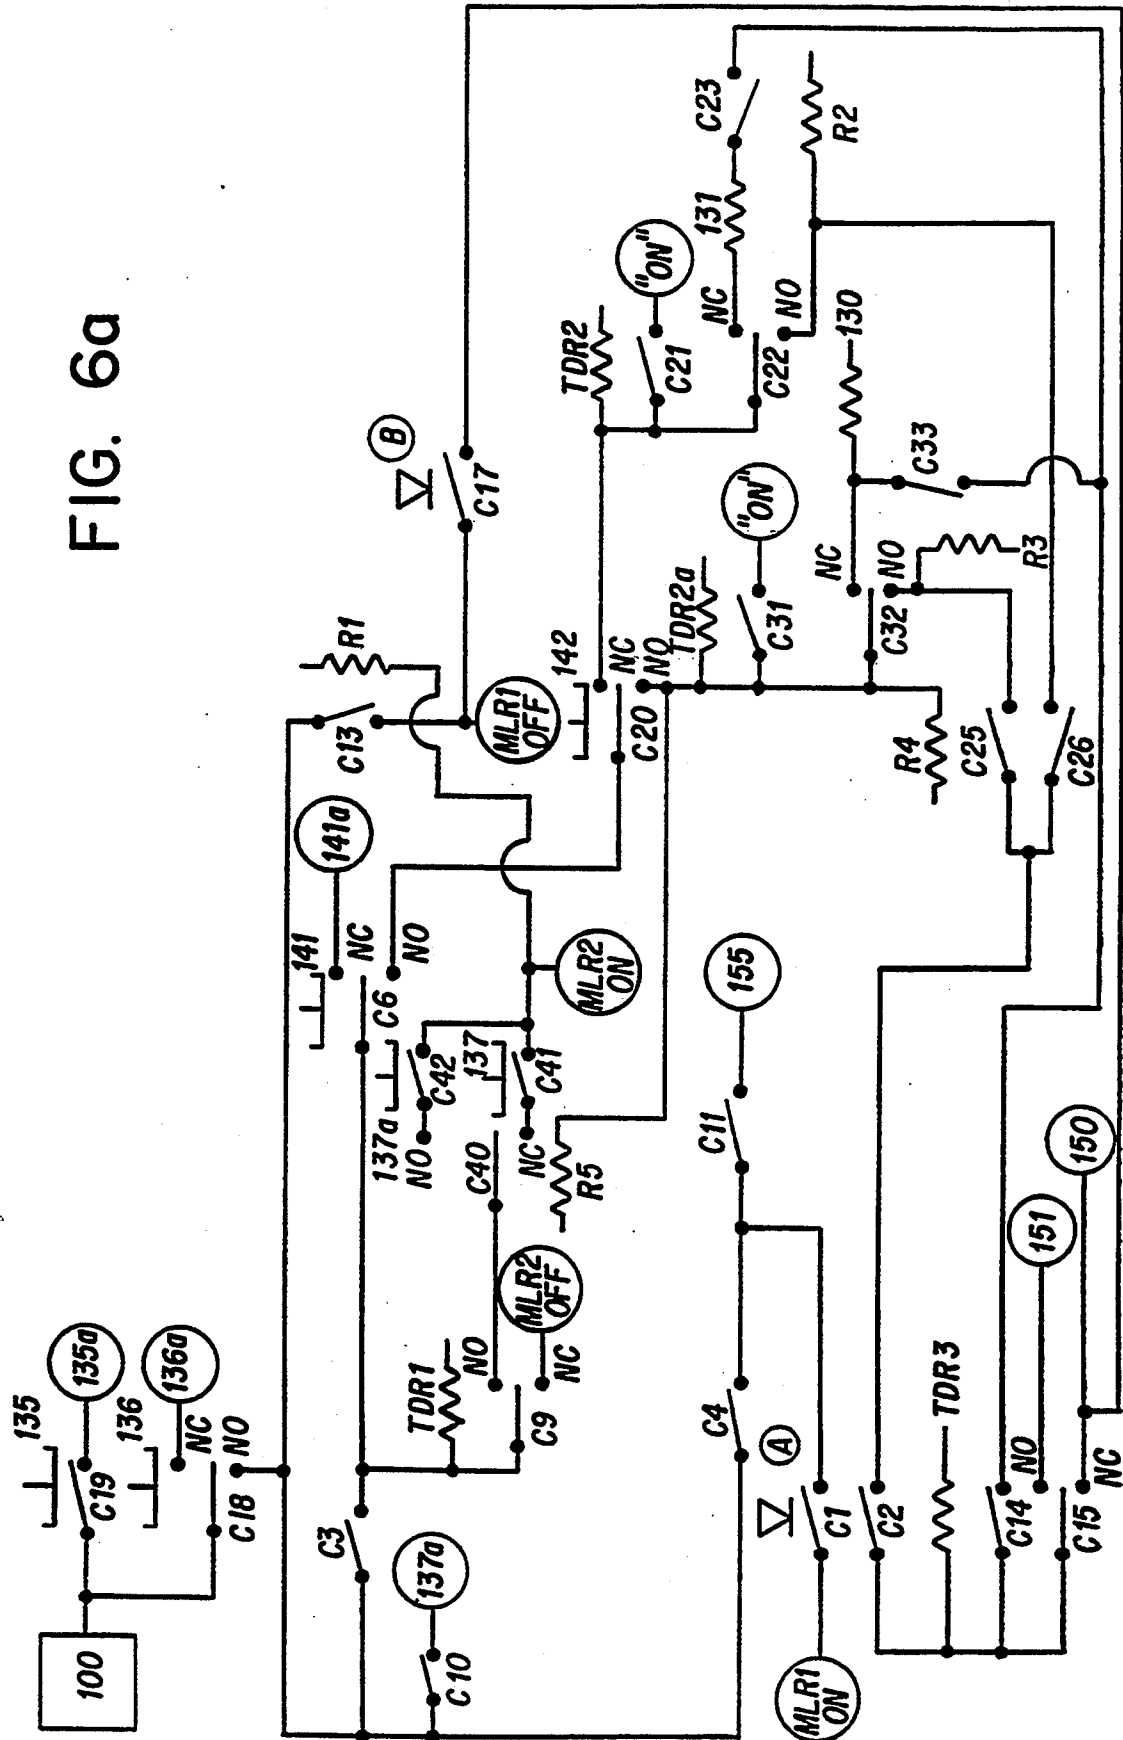 FIG. 6a
135
135a
C19
136
136a
NC
NO
C18
100
C3
137a
C10
TDR1
NO
C9
NC
MLR2
OFF
C40
137a
NO
C42
137
NC
C41
R5
141
141a
NC
C6
NO
MLR2
ON
C13
R1
MLR1
OFF
B
C17
142
NC
NO
C20
TDR2
C21
"ON"
NC
C22
NO
131
C23
R2
TDR2a
C31
"ON"
NC
C32
NO
130
C33
R3
R4
C25
C26
155
C11
C4
A
C1
MLR1
ON
C2
TDR3
C14
NO
C15
NC
151
150